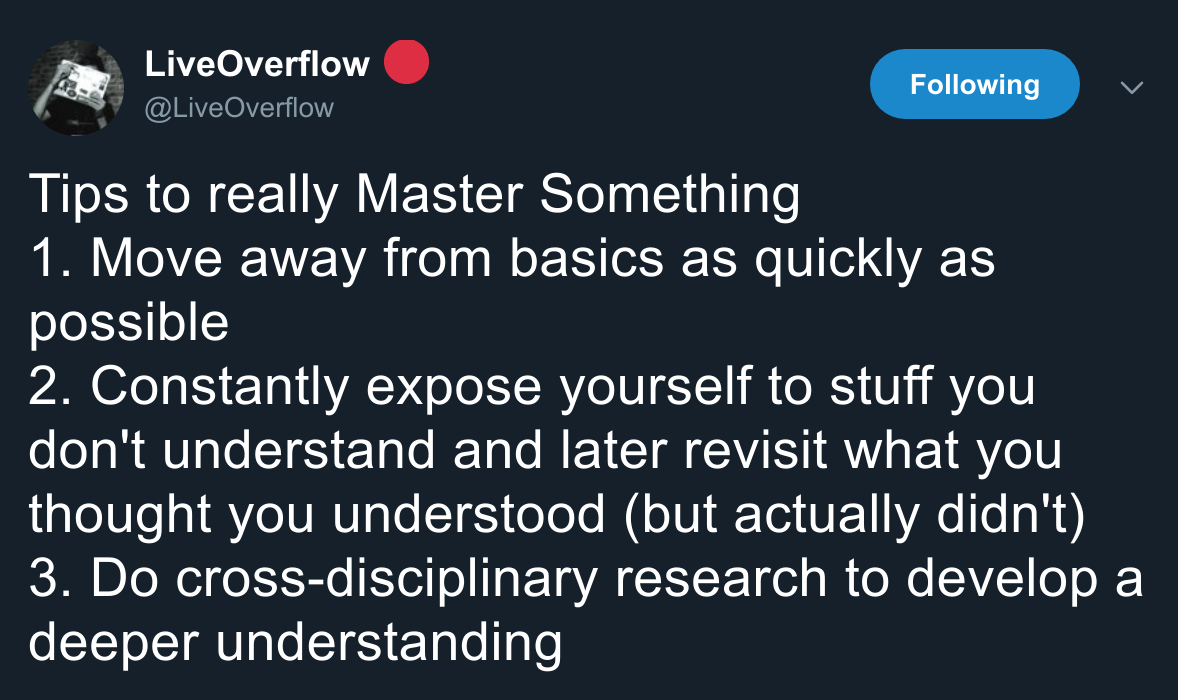 LiveOverflow
@LiveOverflow
Following
Tips to really Master Something
1. Move away from basics as quickly as
possible
2. Constantly expose yourself to stuff you
don't understand and later revisit what you
thought you understood (but actually didn't)
3. Do cross-disciplinary research to develop a
deeper understanding